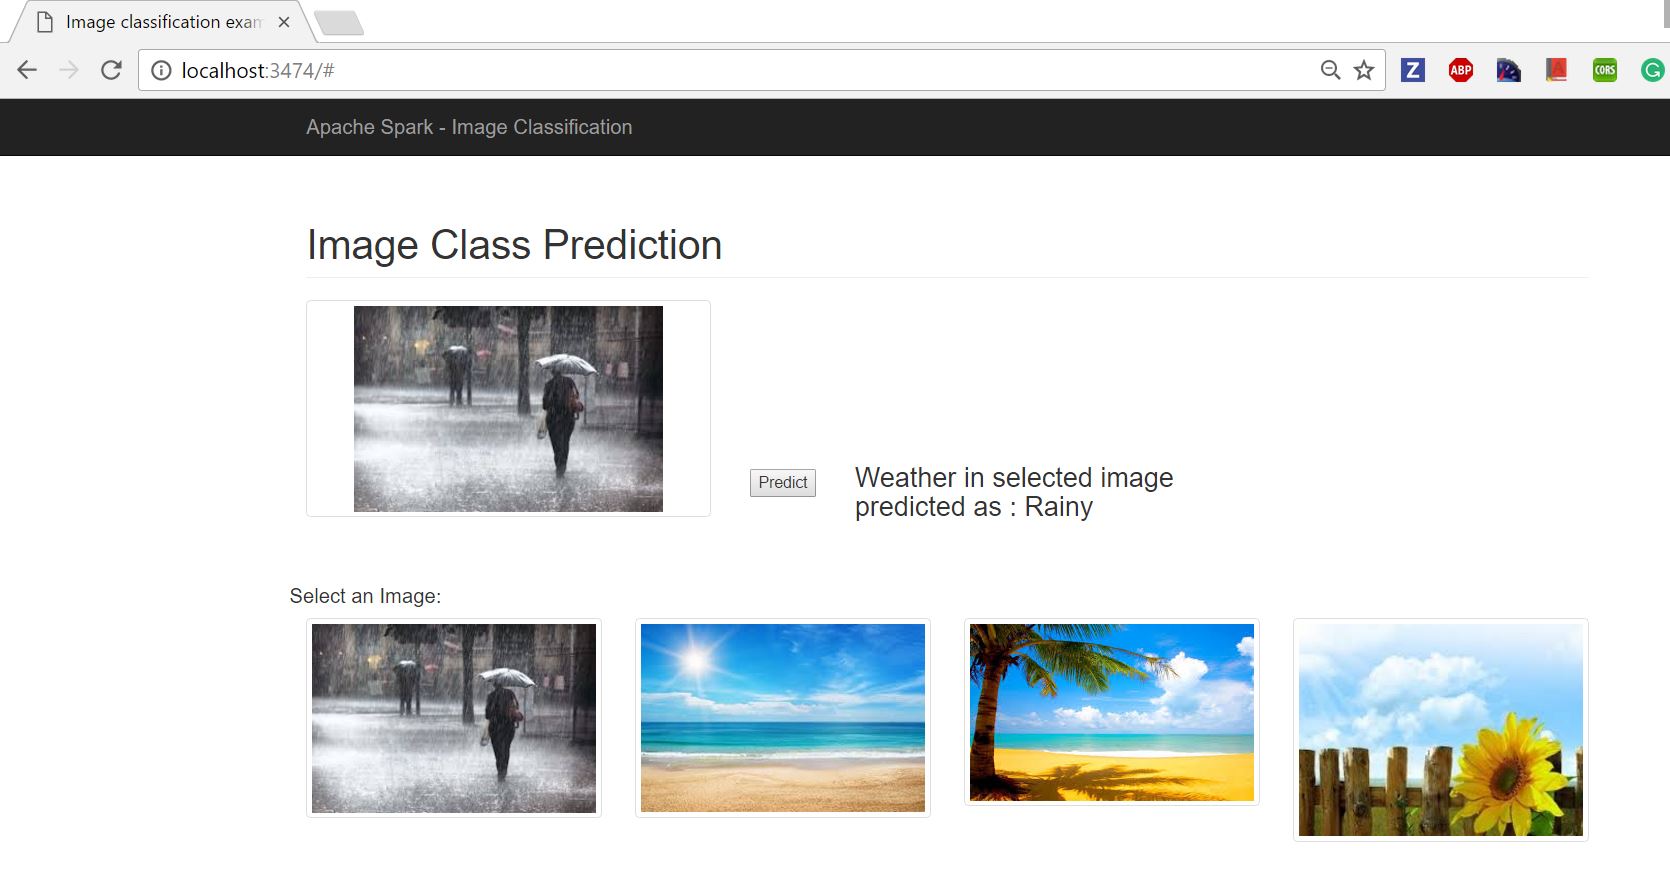 Image classification exam
localhost:3474/#
Z
ABP
A
CORS
G
Apache Spark - Image Classification
Image Class Prediction
Predict
Weather in selected image
predicted as : Rainy
Select an Image: